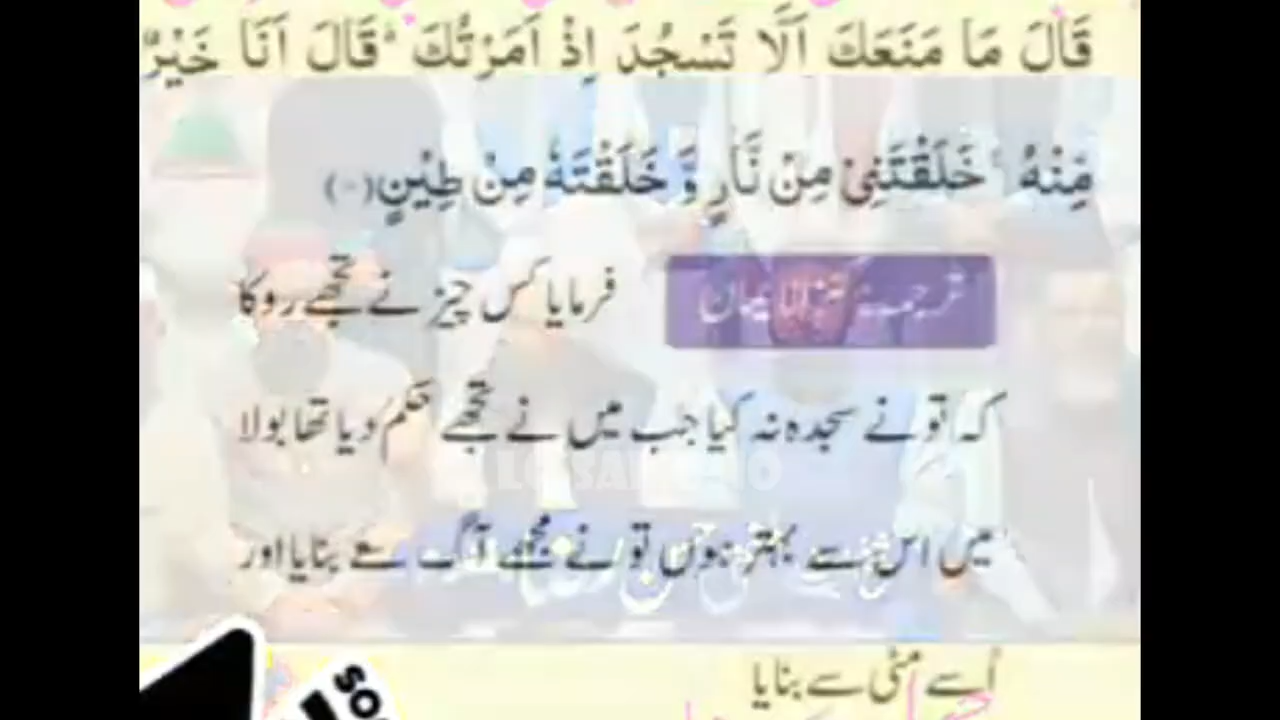 قَالَ مَا مَنَعَكَ اَلَّا تَسْجُدَ اِذْ اَمَرْتُكَ ؕ قَالَ اَنَا خَیْرٌ
مِّنْهُ ۚ خَلَقْتَنِیْ مِنْ نَّارٍ وَّ خَلَقْتَهٗ مِنْ طِیْنٍ
ترجمۂ کنزالایمان فرمایا کس چیز نے تجھے روکا
کہ تو نے سجدہ نہ کیا جب میں نے تجھے حکم دیا تھا بولا
میں اس سے بہتر ہوں تو نے مجھے آگ سے بنایا اور
اُسے مٹی سے بنایا